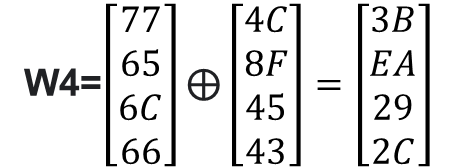 77 4C 3B
65 8F EA
W4= ⊕ =
6C 45 29
66 43 2C